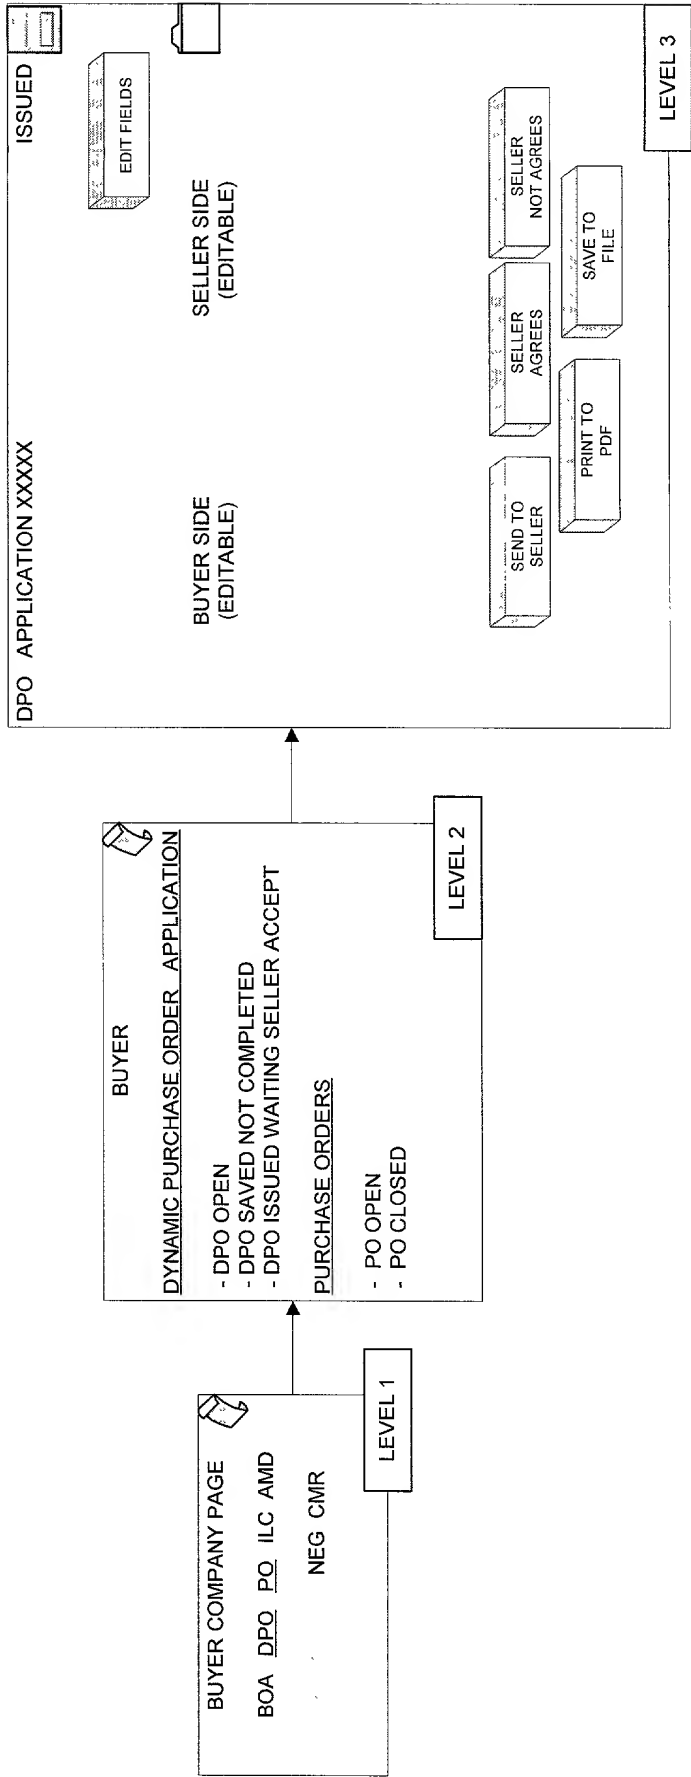 BUYER COMPANY PAGE
BOA DPO PO ILC AMD
NEG CMR
LEVEL 1
BUYER
DYNAMIC PURCHASE ORDER APPLICATION
- DPO OPEN
- DPO SAVED NOT COMPLETED
- DPO ISSUED WAITING SELLER ACCEPT
PURCHASE ORDERS
- PO OPEN
- PO CLOSED
LEVEL 2
DPO APPLICATION XXXXX
ISSUED
EDIT FIELDS
BUYER SIDE
(EDITABLE)
SELLER SIDE
(EDITABLE)
SEND TO
SELLER
SELLER
AGREES
SELLER
NOT AGREES
PRINT TO
PDF
SAVE TO
FILE
LEVEL 3